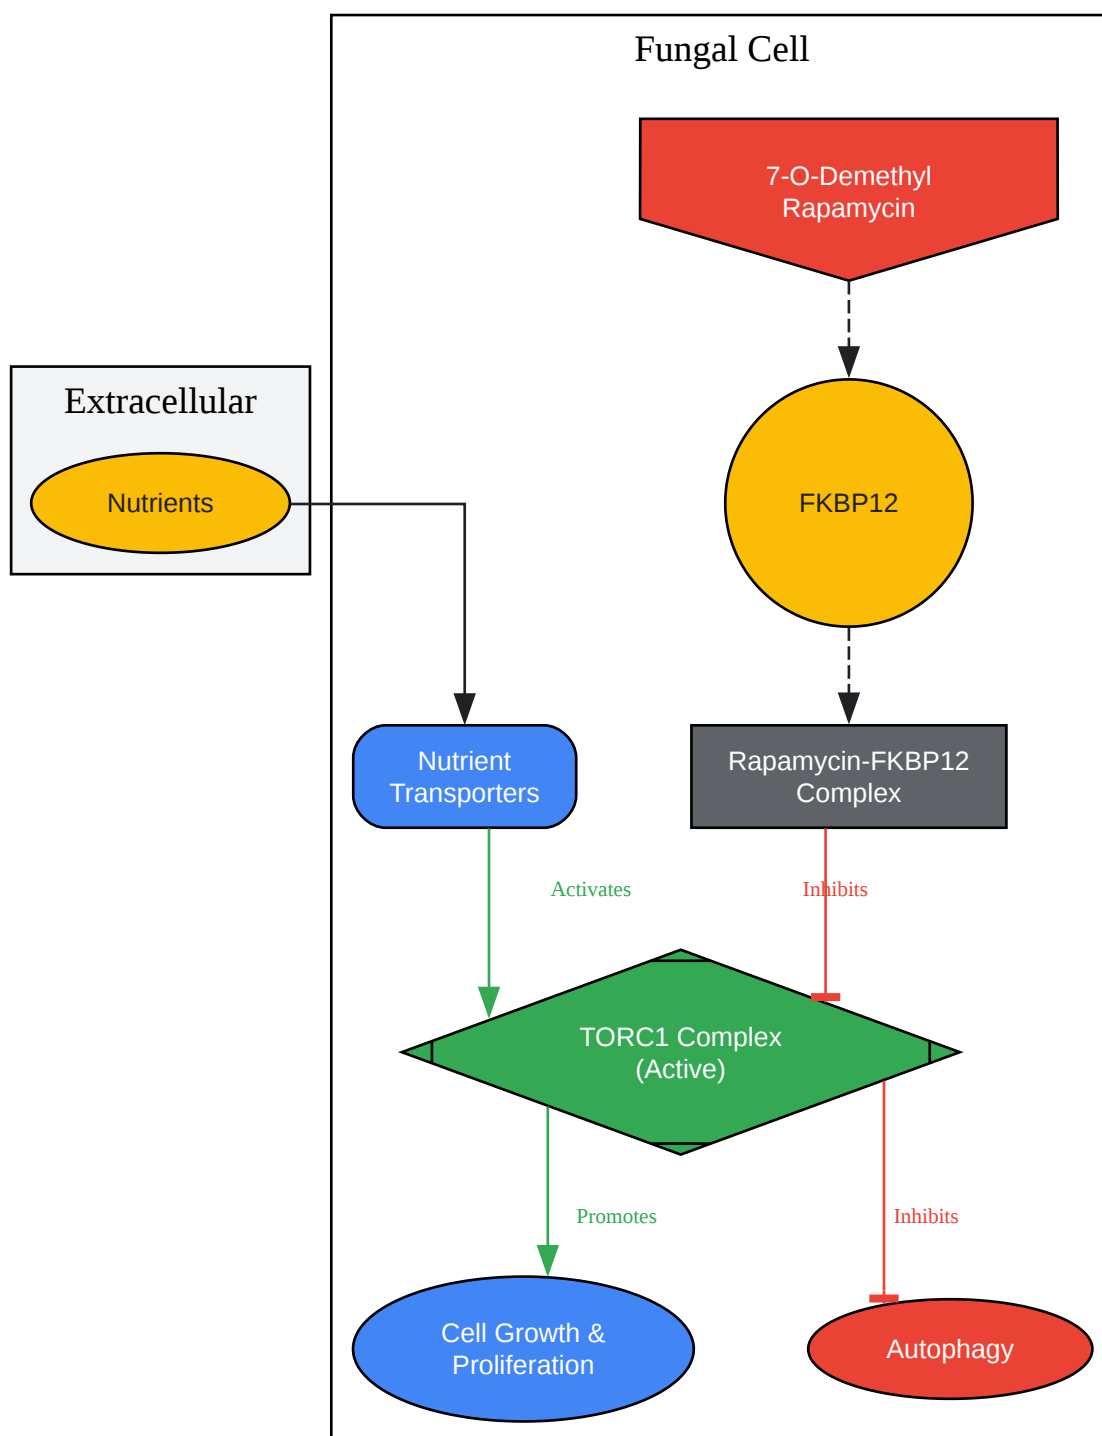 Fungal Cell
7-O-Demethyl
Rapamycin
Extracellular
Nutrients
FKBP12
Nutrient
Transporters
Rapamycin-FKBP12
Complex
Activates
Inhibits
TORC1 Complex
(Active)
Promotes
Inhibits
Cell Growth &
Proliferation
Autophagy